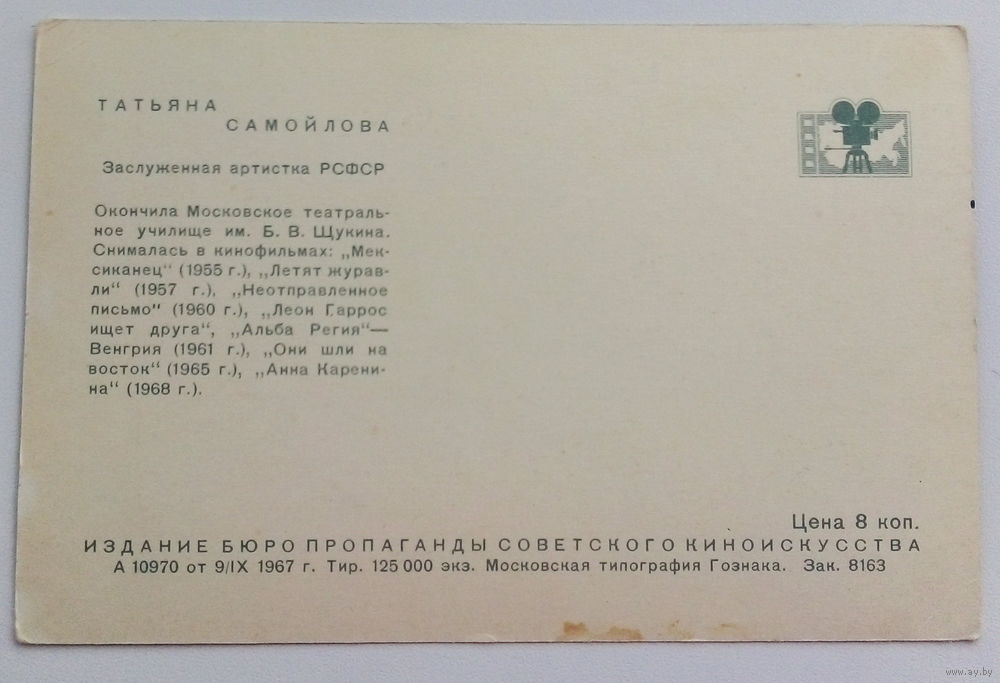 ТАТЬЯНА
САМОЙЛОВА
Заслуженная артистка РСФСР
Окончила Московское театраль-
ное училище им. Б. В. Щукина.
Снималась в кинофильмах: „Мек-
сиканец“ (1955 г.), „Летят журав-
ли“ (1957 г.), „Неотправленное
письмо“ (1960 г.), „Леон Гаррос
ищет друга“, „Альба Регия“—
Венгрия (1961 г.), „Они шли на
восток“ (1965 г.), „Анна Карени-
на“ (1968 г.).
Цена 8 коп.
ИЗДАНИЕ БЮРО ПРОПАГАНДЫ СОВЕТСКОГО КИНОИСКУССТВА
А 10970 от 9/IX 1967 г. Тир. 125 000 экз. Московская типография Гознака. Зак. 8163
www.ay.by